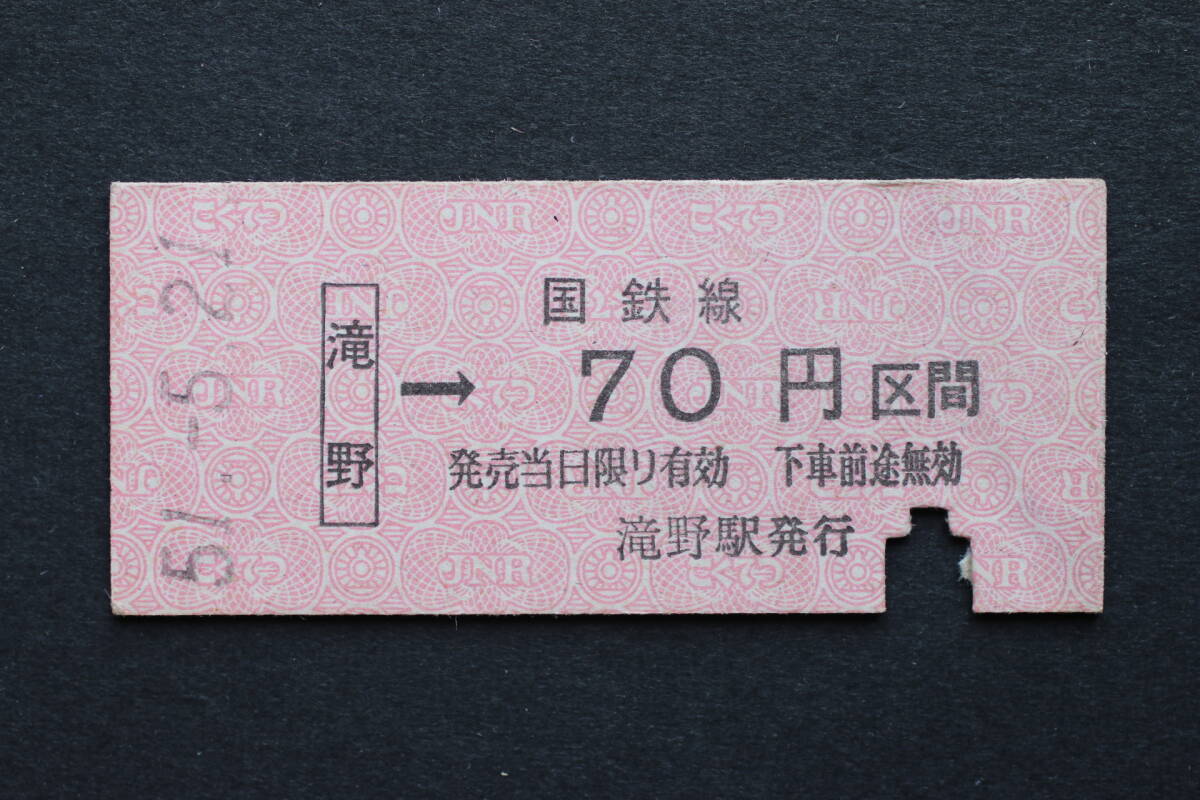 51.-5.21
滝野
国鉄線
→ 70円区間
発売当日限り有効 下車前途無効
滝野駅発行